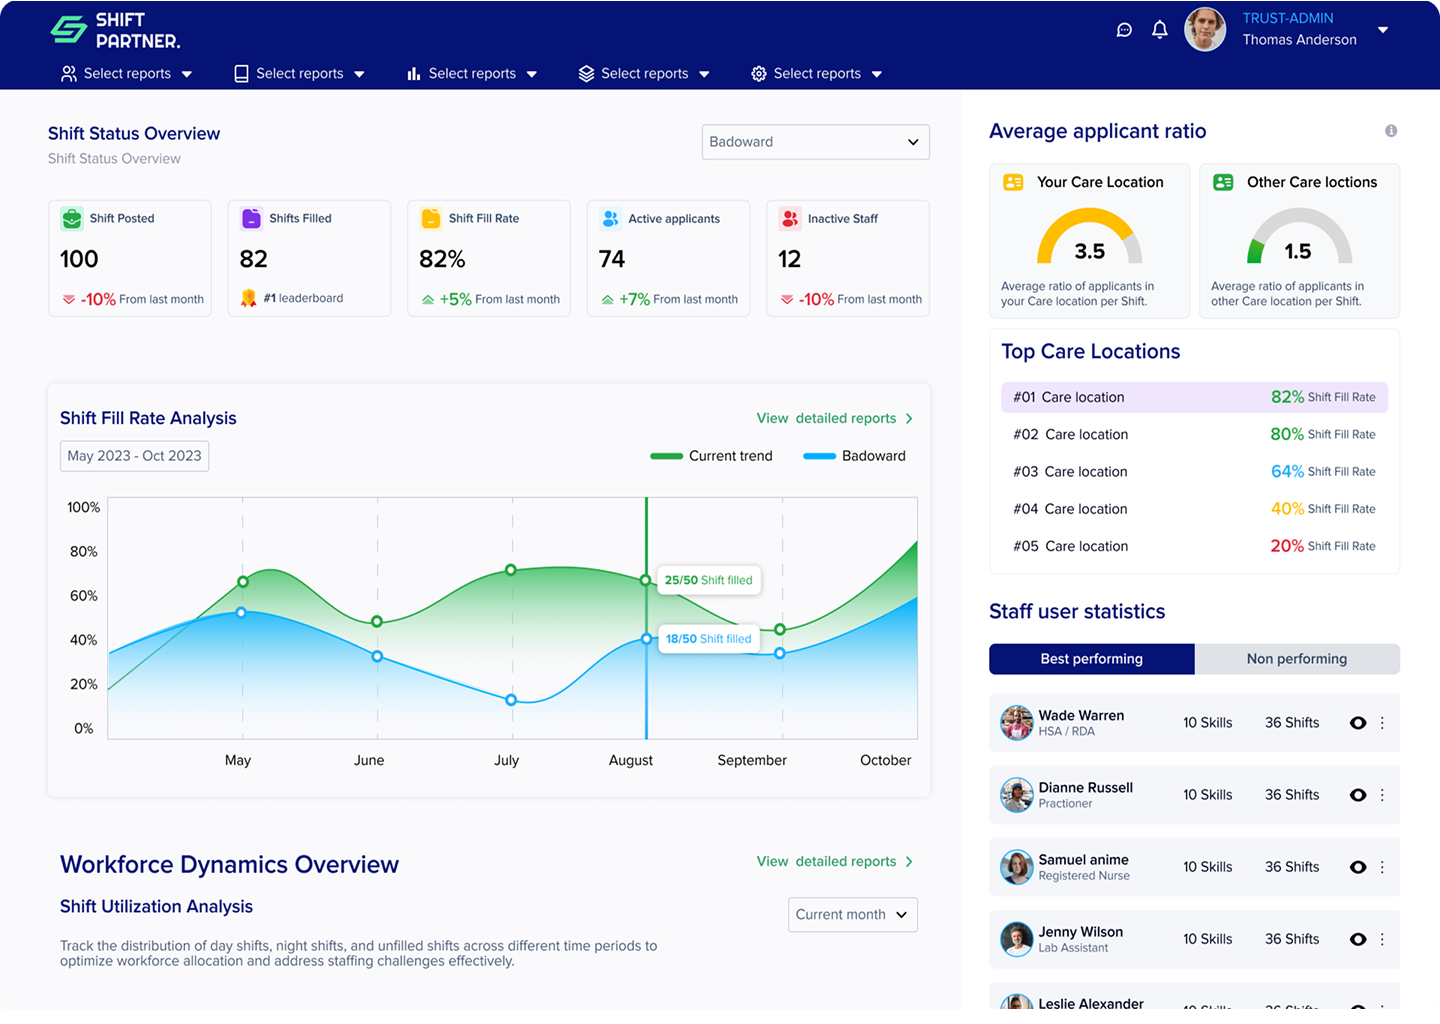 SHIFT
PARTNER.
TRUST-ADMIN
Thomas Anderson
Select reports
Select reports
Select reports
Select reports
Select reports
Shift Status Overview
Shift Status Overview
Badoward
Shift Posted
100
-10% From last month
Shifts Filled
82
#1 leaderboard
Shift Fill Rate
82%
+5% From last month
Active applicants
74
+7% From last month
Inactive Staff
12
-10% From last month
Shift Fill Rate Analysis
View detailed reports
May 2023 - Oct 2023
Current trend
Badoward
100%
80%
60%
40%
20%
0%
25/50 Shift filled
18/50 Shift filled
May
June
July
August
September
October
Workforce Dynamics Overview
View detailed reports
Shift Utilization Analysis
Current month
Track the distribution of day shifts, night shifts, and unfilled shifts across different time periods to
optimize workforce allocation and address staffing challenges effectively.
Average applicant ratio
Your Care Location
3.5
Average ratio of applicants in
your Care location per Shift.
Other Care loctions
1.5
Average ratio of applicants in
other Care location per Shift.
Top Care Locations
#01 Care location 82% Shift Fill Rate
#02 Care location 80% Shift Fill Rate
#03 Care location 64% Shift Fill Rate
#04 Care location 40% Shift Fill Rate
#05 Care location 20% Shift Fill Rate
Staff user statistics
Best performing
Non performing
Wade Warren
HSA / RDA
10 Skills
36 Shifts
Dianne Russell
Practioner
10 Skills
36 Shifts
Samuel anime
Registered Nurse
10 Skills
36 Shifts
Jenny Wilson
Lab Assistant
10 Skills
36 Shifts
Leslie Alexander
10 Skills
36 Shifts